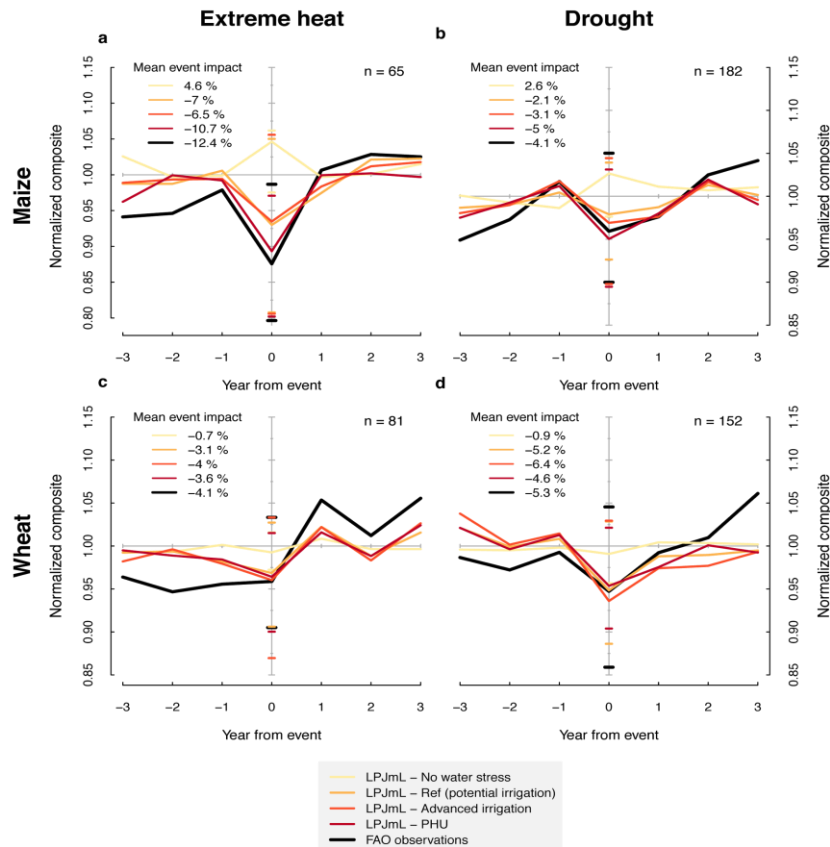 Extreme heat
Drought
Maize
a
Mean event impact
4.6 %
−7 %
−6.5 %
−10.7 %
−12.4 %
n = 65
Normalized composite
1.15
1.10
1.05
1.00
0.95
0.90
0.85
0.80
−3 −2 −1 0 1 2 3
Year from event
b
Mean event impact
2.6 %
−2.1 %
−3.1 %
−5 %
−4.1 %
n = 182
Normalized composite
1.15
1.10
1.05
1.00
0.95
0.90
0.85
−3 −2 −1 0 1 2 3
Year from event
Wheat
c
Mean event impact
−0.7 %
−3.1 %
−4 %
−3.6 %
−4.1 %
n = 81
Normalized composite
1.15
1.10
1.05
1.00
0.95
0.90
0.85
−3 −2 −1 0 1 2 3
Year from event
d
Mean event impact
−0.9 %
−5.2 %
−6.4 %
−4.6 %
−5.3 %
n = 152
Normalized composite
1.15
1.10
1.05
1.00
0.95
0.90
0.85
−3 −2 −1 0 1 2 3
Year from event
LPJmL − No water stress
LPJmL − Ref (potential irrigation)
LPJmL − Advanced irrigation
LPJmL − PHU
FAO observations